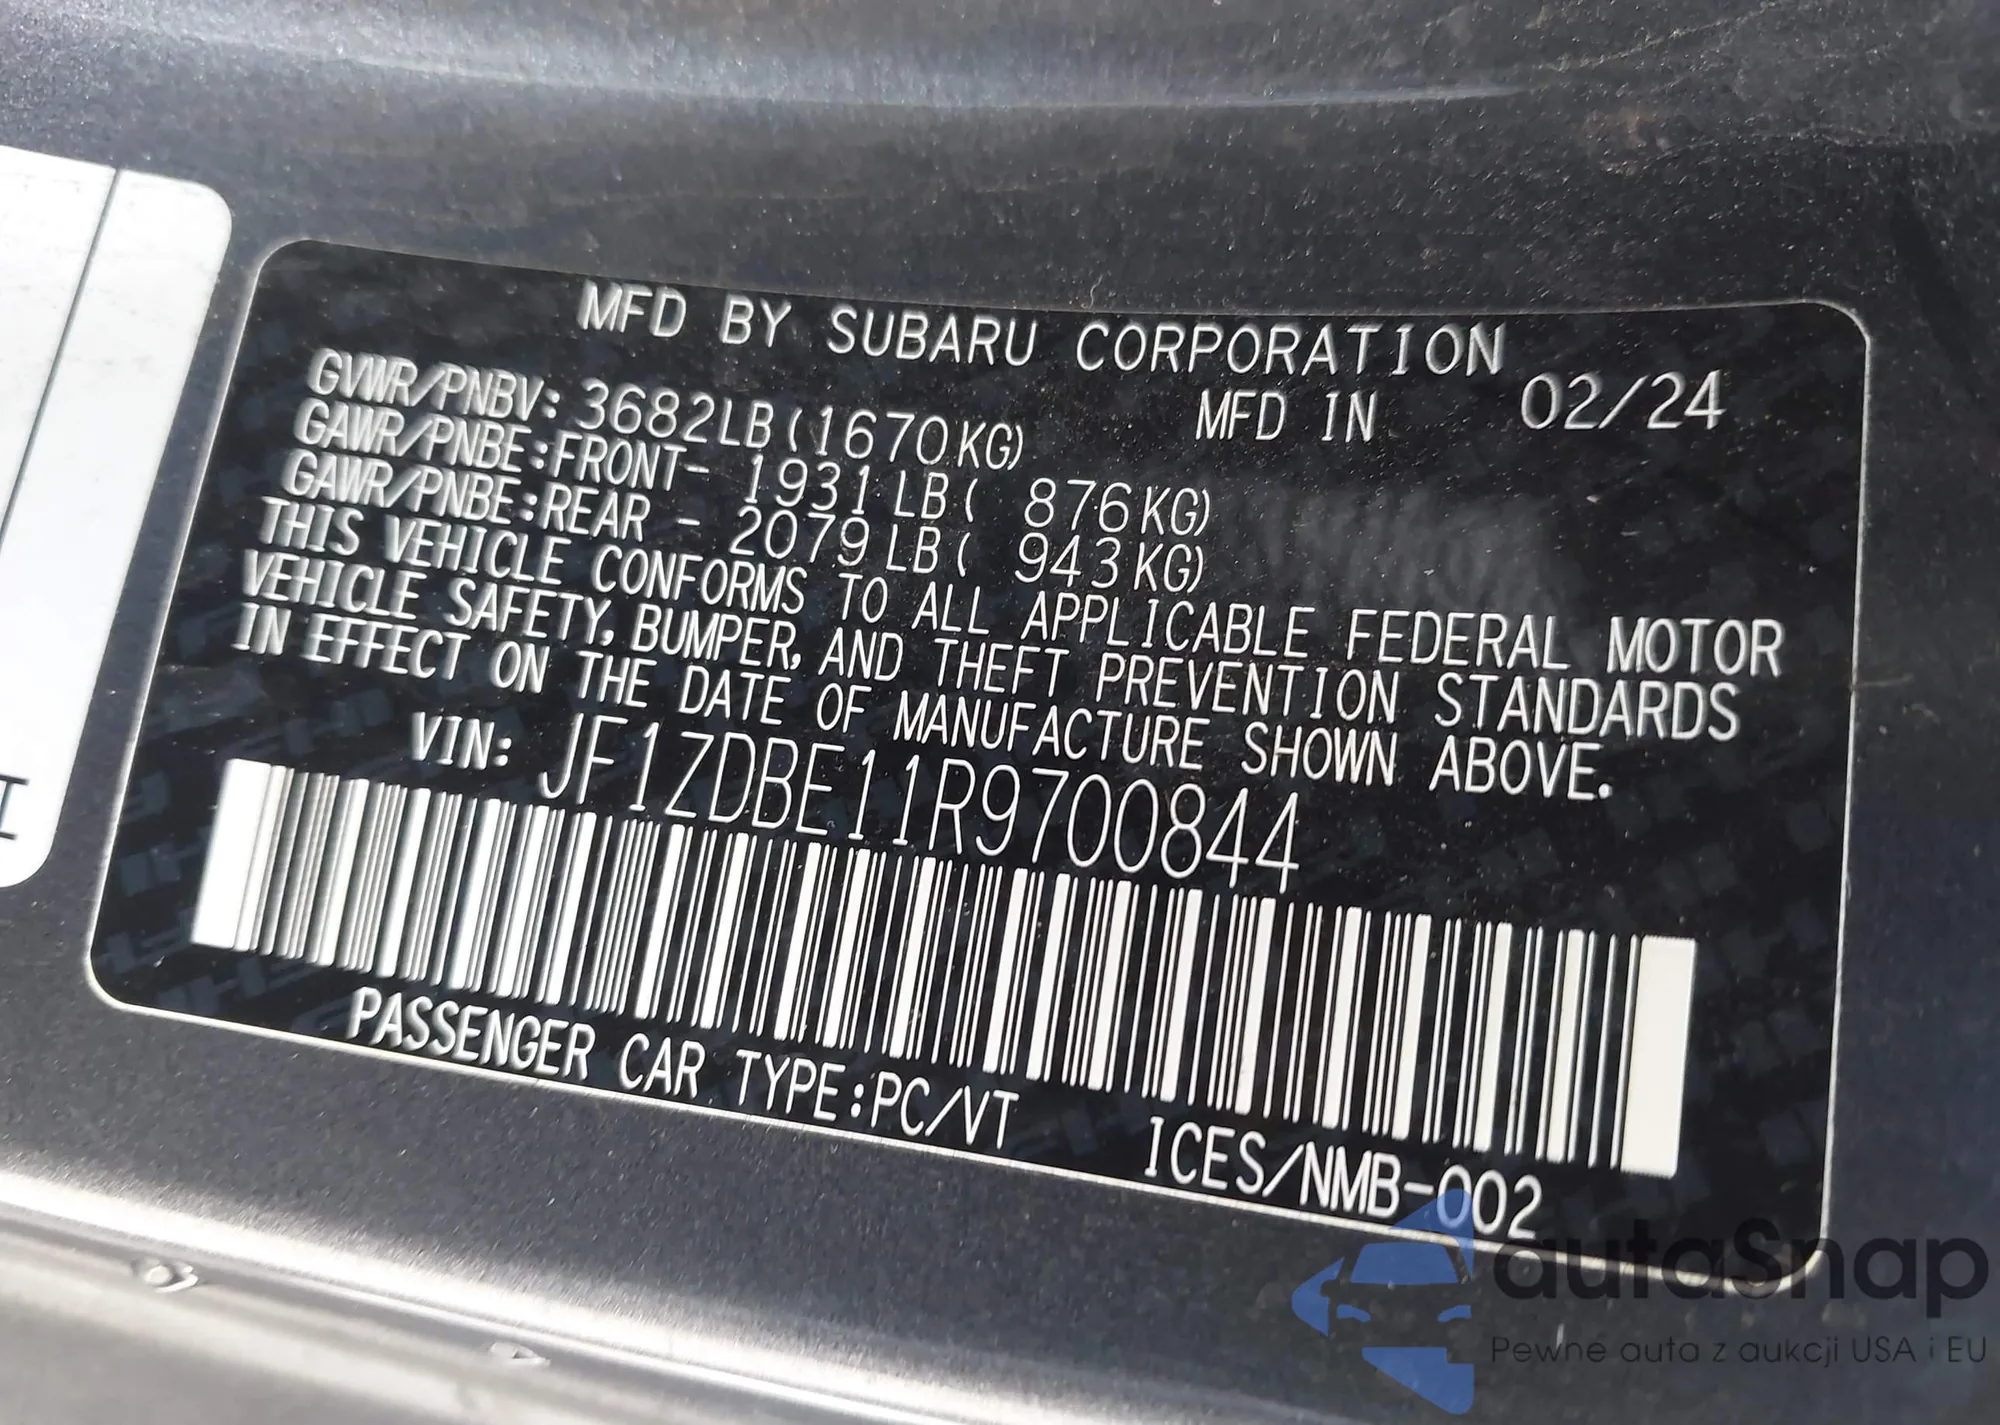 MFD BY SUBARU CORPORATION
GVWR/PNBV: 3682LB(1670KG) MFD IN 02/24
GAWR/PNBE:FRONT- 1931LB( 876KG)
GAWR/PNBE:REAR - 2079LB( 943KG)
THIS VEHICLE CONFORMS TO ALL APPLICABLE FEDERAL MOTOR
VEHICLE SAFETY, BUMPER, AND THEFT PREVENTION STANDARDS
IN EFFECT ON THE DATE OF MANUFACTURE SHOWN ABOVE.
VIN: JF1ZDBE11R9700844
PASSENGER CAR TYPE:PC/VT ICES/NMB-002
autoSnap
Pewne auta z aukcji USA i EU